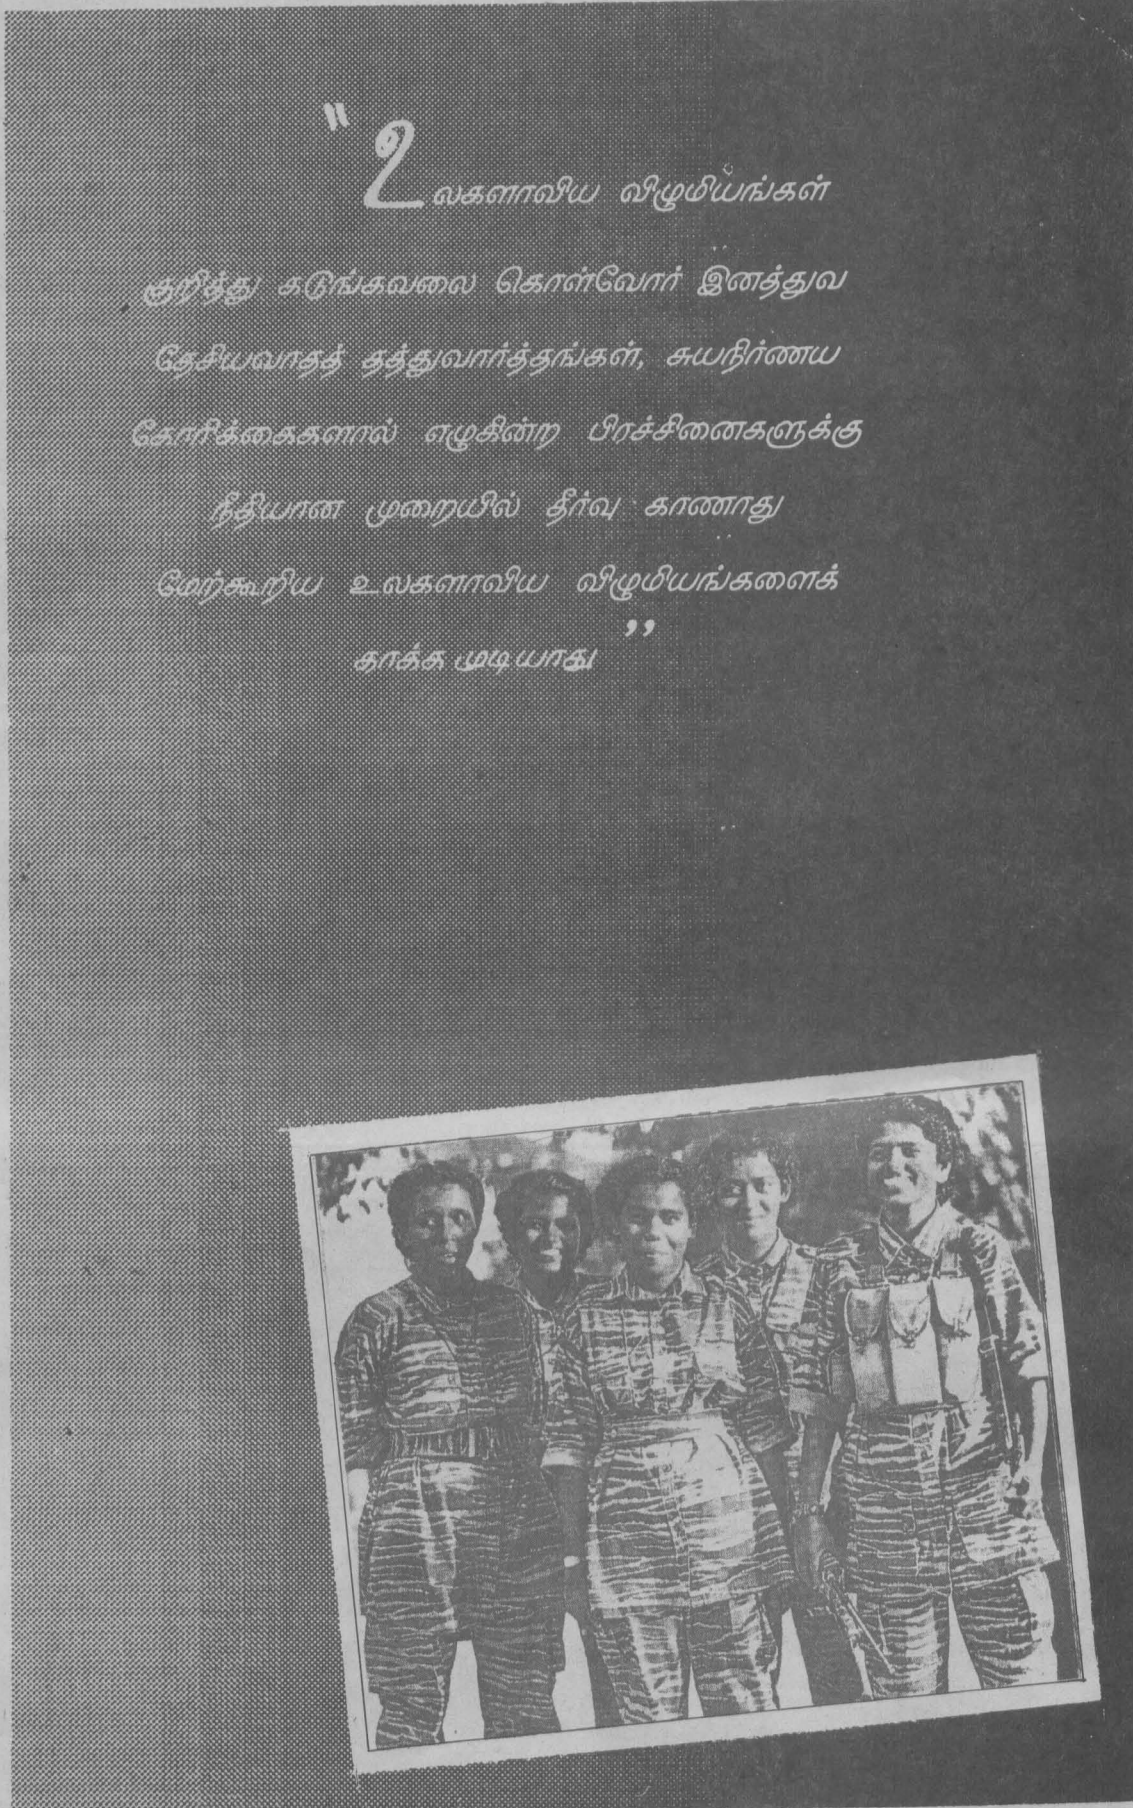 “உலகளாவிய விழுமியங்கள்
குறித்து கடுங்கவலை கொள்வோர் இனத்துவ
தேசியவாதத் தத்துவார்த்தங்கள், சுயநிர்ணய
கோரிக்கைகளால் எழுகின்ற பிரச்சினைகளுக்கு
நீதியான முறையில் தீர்வு காணாது
மேற்கூறிய உலகளாவிய விழுமியங்களைக்
காக்க முடியாது”